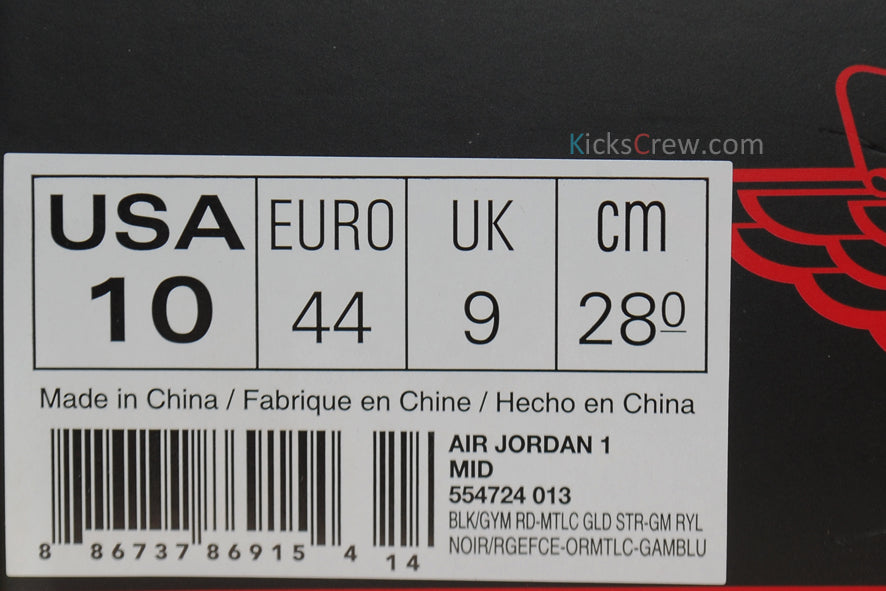 KicksCrew.com
USA EURO UK cm
10 44 9 280
Made in China / Fabrique en Chine / Hecho en China
AIR JORDAN 1
MID
554724 013
BLK/GYM RD-MTLC GLD STR-GM RYL
NOIR/RGEFCE-ORMTLC-GAMBLU
8 86737 86915 4 14